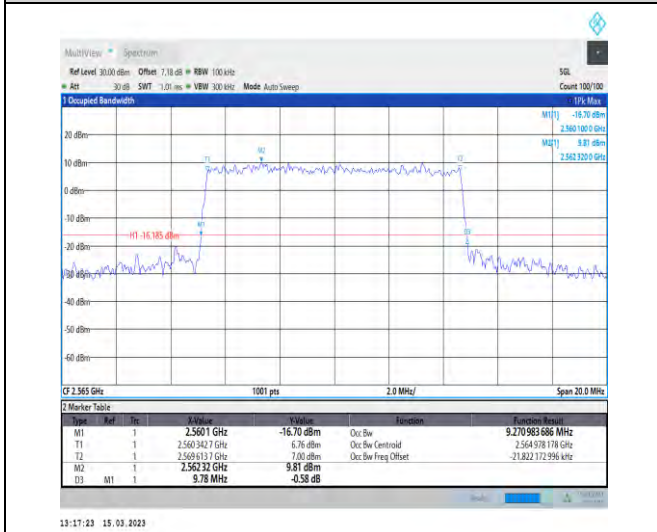 MultiView Spectrum
Ref Level 30.00 dBm Offset 7.18 dB RBW 100 kHz SGL
Att 30 dB SWT 1.01 ms VBW 300 kHz Mode Auto Sweep Count 100/100
1 Occupied Bandwidth 1Pk Max
M1[1] -16.70 dBm
2.560 100 0 GHz
M2[1] 9.81 dBm
2.562 320 0 GHz
20 dBm
M2
T1 T2
10 dBm
0 dBm
-10 dBm
M1
H1 -16.185 dBm
D3
-20 dBm
-30 dBm
-40 dBm
-50 dBm
-60 dBm
CF 2.565 GHz 1001 pts 2.0 MHz/ Span 20.0 MHz
2 Marker Table
Type Ref Trc X-Value Y-Value Function Function Result
M1 1 2.5601 GHz -16.70 dBm Occ Bw 9.270 983 686 MHz
T1 1 2.560 342 7 GHz 6.76 dBm Occ Bw Centroid 2.564 978 178 GHz
T2 1 2.569 613 7 GHz 7.00 dBm Occ Bw Freq Offset -21.822 172 996 kHz
M2 1 2.562 32 GHz 9.81 dBm
D3 M1 1 9.78 MHz -0.58 dB
13:17:23 15.03.2023